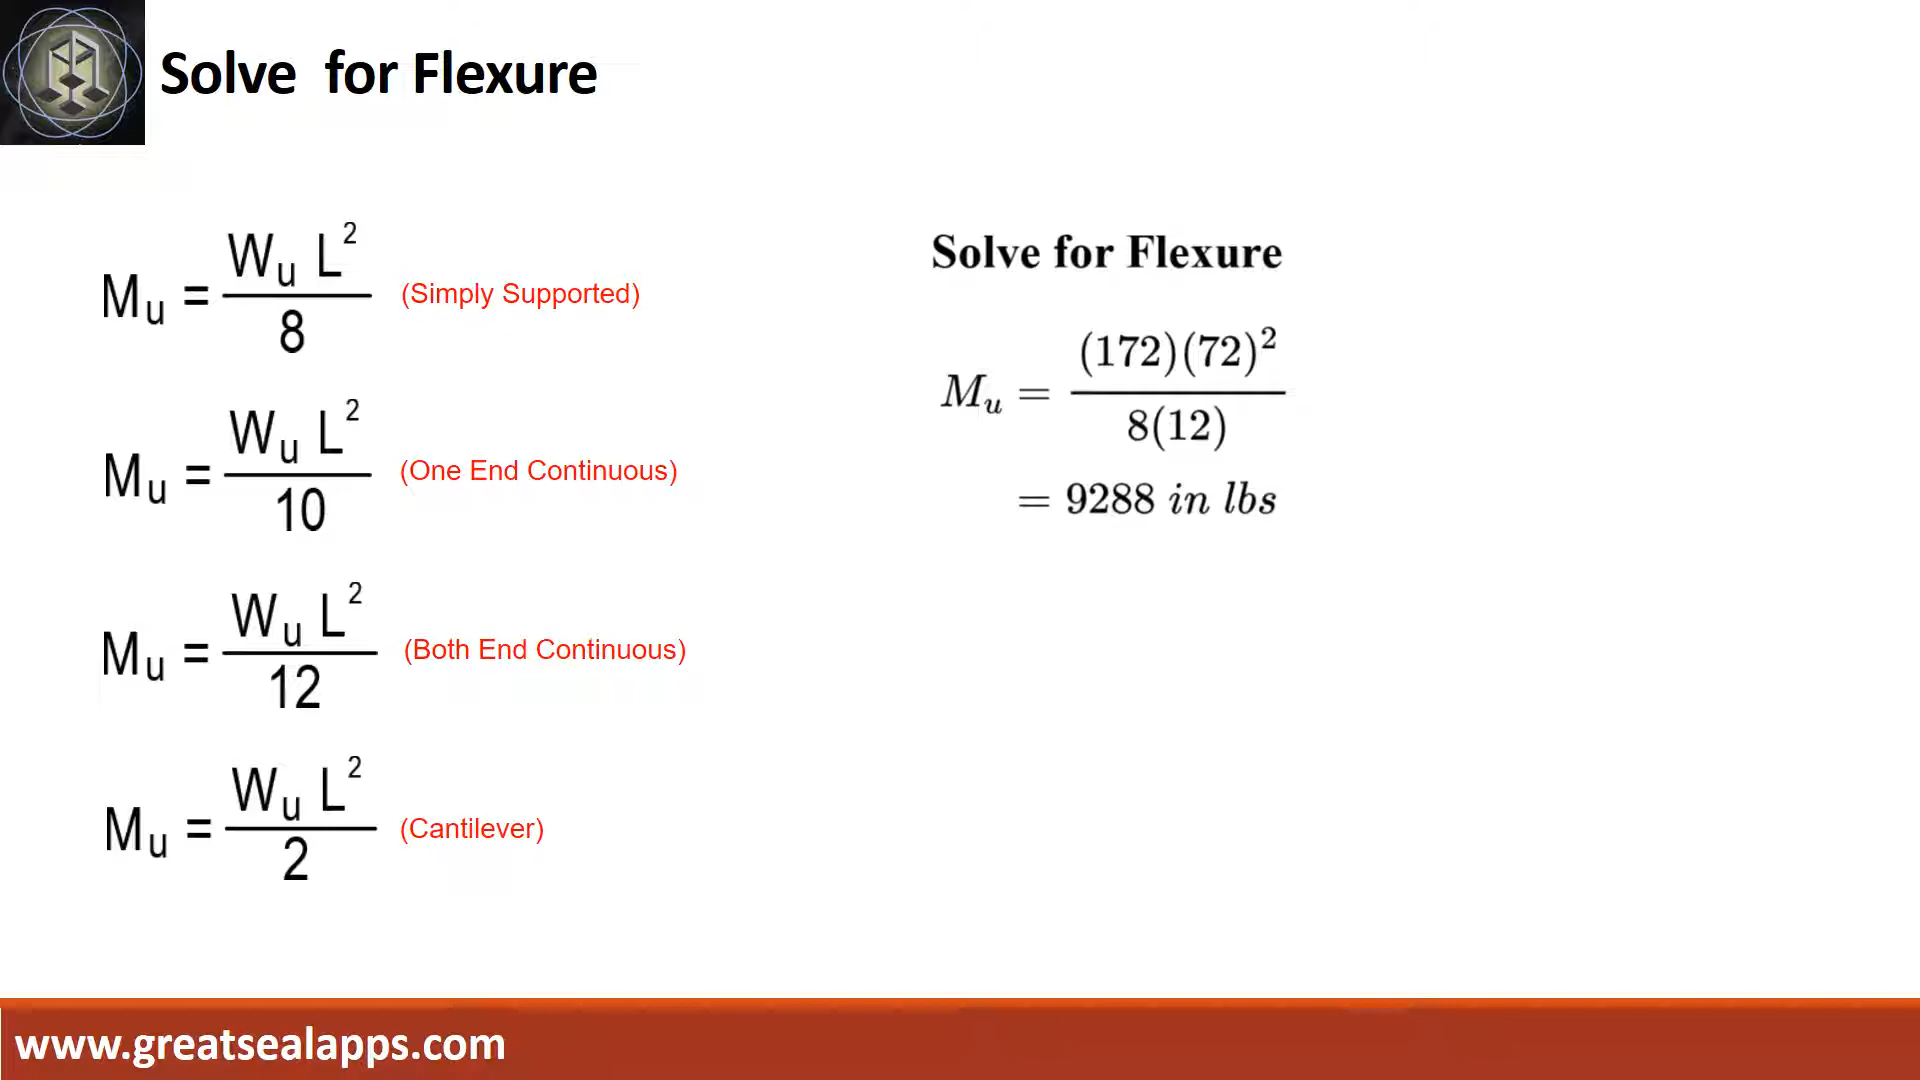 Solve for Flexure
Mu = Wu L² / 8 (Simply Supported)
Mu = Wu L² / 10 (One End Continuous)
Mu = Wu L² / 12 (Both End Continuous)
Mu = Wu L² / 2 (Cantilever)
Solve for Flexure
Mu = (172)(72)² / 8(12)
= 9288 in lbs
www.greatsealapps.com